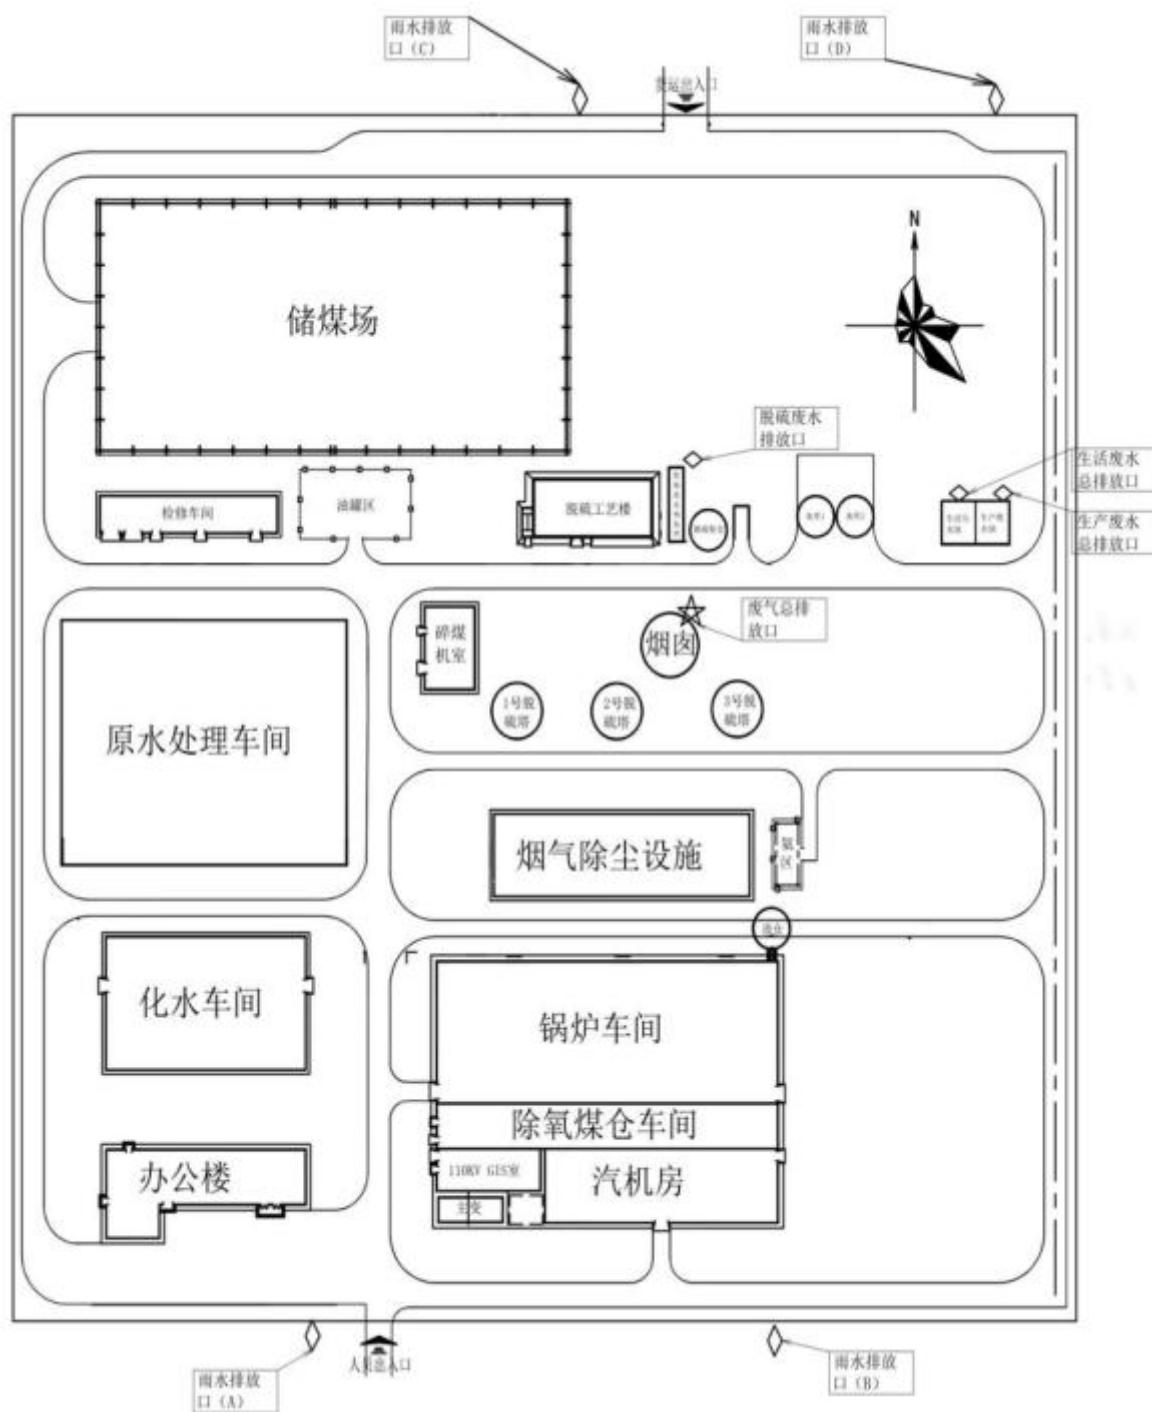 雨水排放
口（C）
雨水排放
口（D）
货运出入口
N
储煤场
脱硫废水
排放口
生活废水
总排放口
检修车间
油罐区
脱硫工艺楼
生产废水
总排放口
碎煤
机室
烟囱
废气总排
放口
1号脱
硫塔
2号脱
硫塔
3号脱
硫塔
原水处理车间
烟气除尘设施
氨
区
渣仓
化水车间
锅炉车间
除氧煤仓车间
办公楼
110KV GIS室
汽机房
主变
人员出入口
雨水排放
口（A）
雨水排放
口（B）